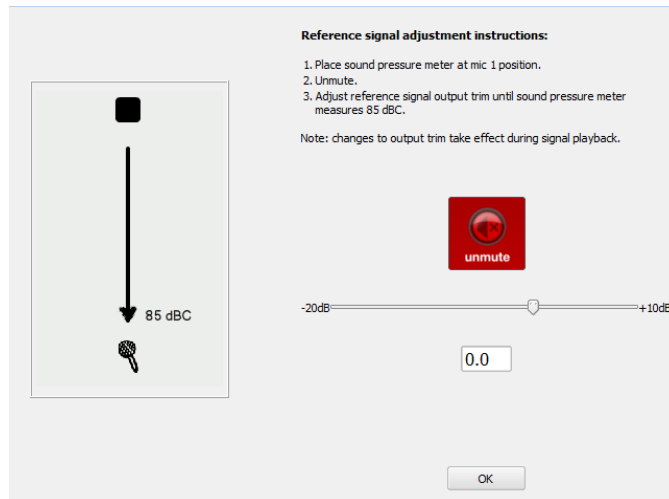 Reference signal adjustment instructions:
1. Place sound pressure meter at mic 1 position.
2. Unmute.
3. Adjust reference signal output trim until sound pressure meter
measures 85 dBC.
Note: changes to output trim take effect during signal playback.
85 dBC
unmute
-20dB
+10dB
0.0
OK